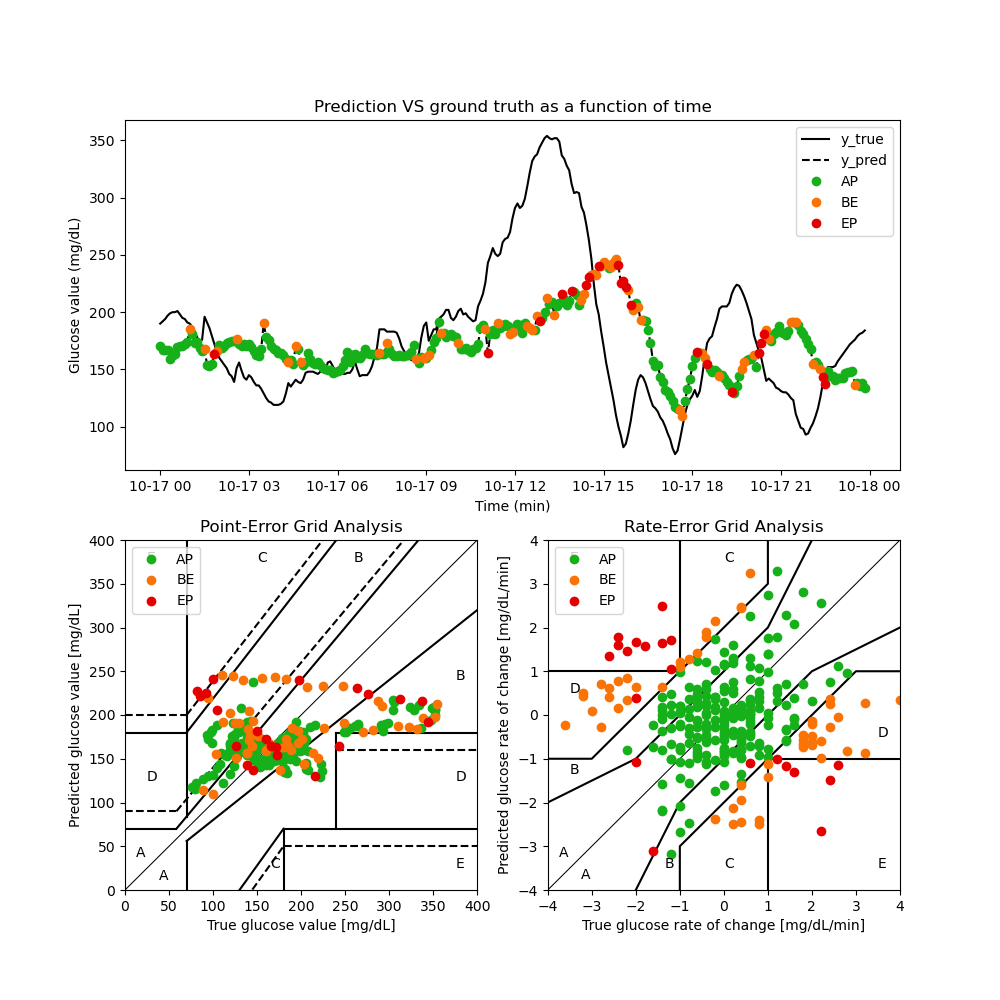 Prediction VS ground truth as a function of time
Glucose value (mg/dL)
350
300
250
200
150
100
y_true
y_pred
AP
BE
EP
10-17 00 10-17 03 10-17 06 10-17 09 10-17 12 10-17 15 10-17 18 10-17 21 10-18 00
Time (min)
Point-Error Grid Analysis
Predicted glucose value [mg/dL]
400
350
300
250
200
150
100
50
0
AP
BE
EP
C B
B
D D
A
A
C E
0 50 100 150 200 250 300 350 400
True glucose value [mg/dL]
Rate-Error Grid Analysis
Predicted glucose rate of change [mg/dL/min]
4
3
2
1
0
−1
−2
−3
−4
AP
BE
EP
C
D
D
B
A
A
B C E
−4 −3 −2 −1 0 1 2 3 4
True glucose rate of change [mg/dL/min]